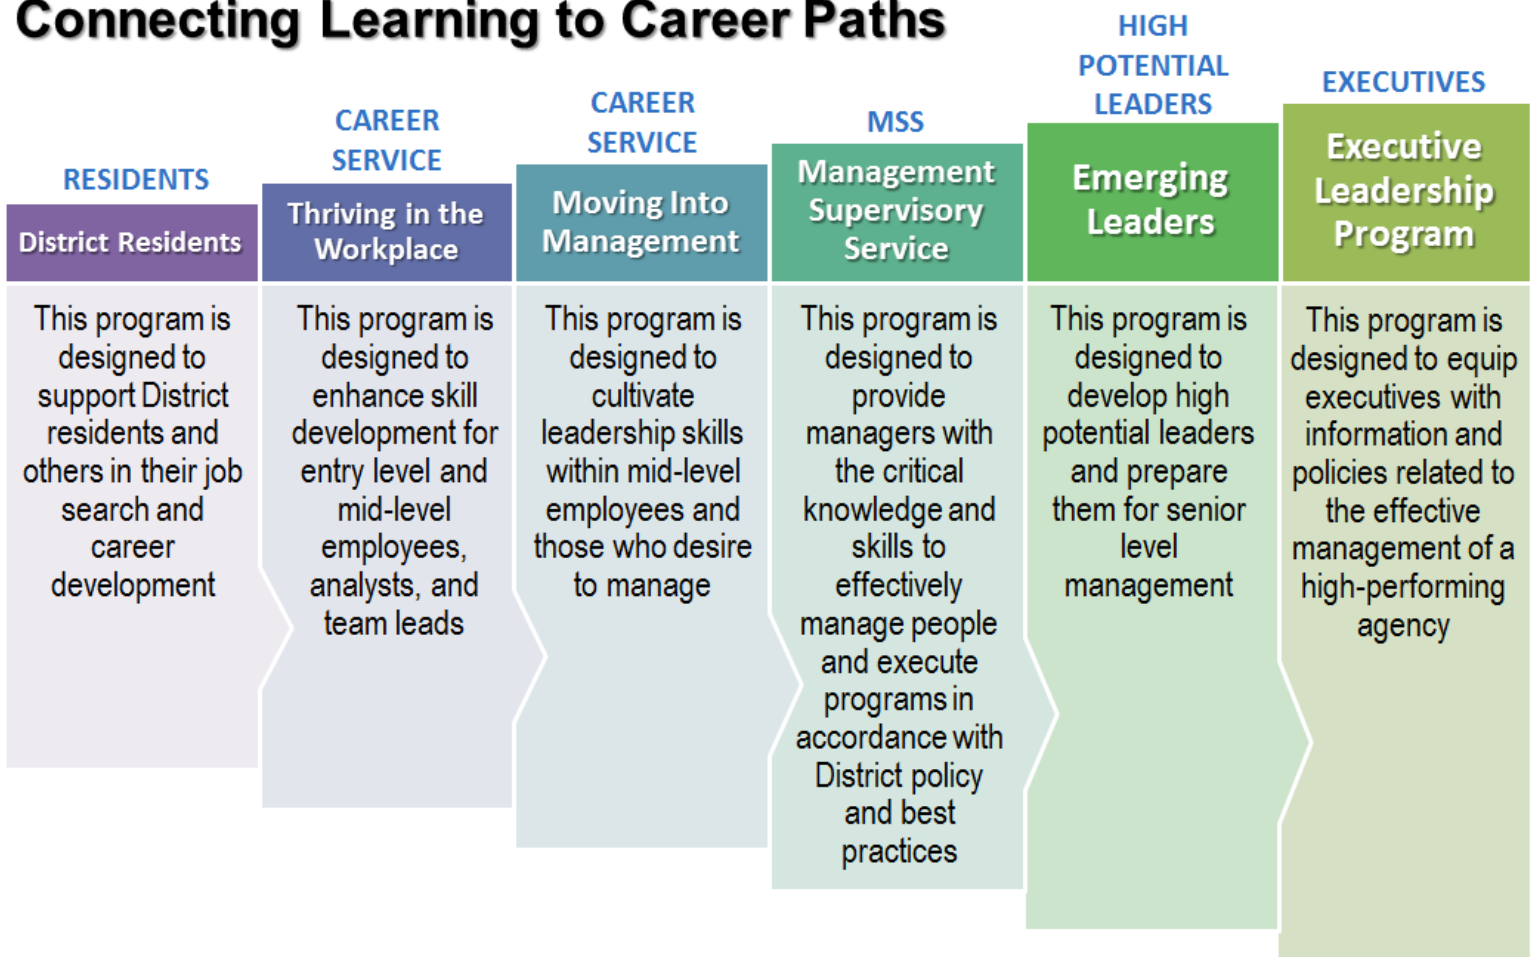 Connecting Learning to Career Paths
RESIDENTS
District Residents
This program is
designed to
support District
residents and
others in their job
search and
career
development
CAREER
SERVICE
Thriving in the
Workplace
This program is
designed to
enhance skill
development for
entry level and
mid-level
employees,
analysts, and
team leads
CAREER
SERVICE
Moving Into
Management
This program is
designed to
cultivate
leadership skills
within mid-level
employees and
those who desire
to manage
MSS
Management
Supervisory
Service
This program is
designed to
provide
managers with
the critical
knowledge and
skills to
effectively
manage people
and execute
programs in
accordance with
District policy
and best
practices
HIGH
POTENTIAL
LEADERS
Emerging
Leaders
This program is
designed to
develop high
potential leaders
and prepare
them for senior
level
management
EXECUTIVES
Executive
Leadership
Program
This program is
designed to equip
executives with
information and
policies related to
the effective
management of a
high-performing
agency